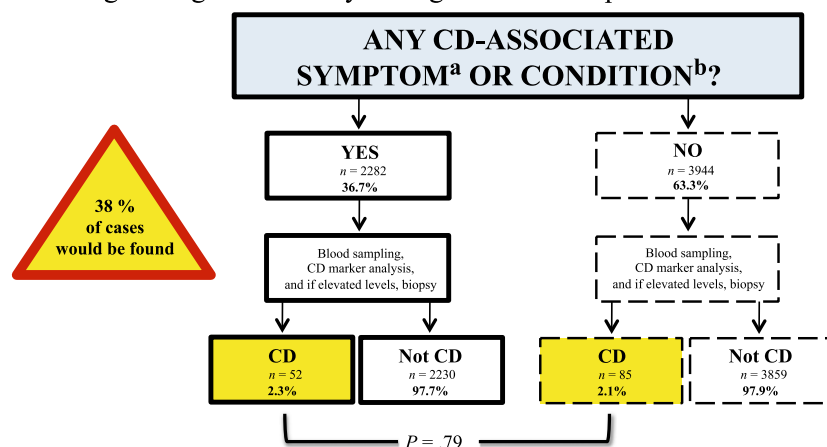 ANY CD-ASSOCIATED
SYMPTOMᵃ OR CONDITIONᵇ?
YES
n = 2282
36.7%
NO
n = 3944
63.3%
38 %
of cases
would be found
Blood sampling,
CD marker analysis,
and if elevated levels, biopsy
Blood sampling,
CD marker analysis,
and if elevated levels, biopsy
CD
n = 52
2.3%
Not CD
n = 2230
97.7%
CD
n = 85
2.1%
Not CD
n = 3859
97.9%
P = .79